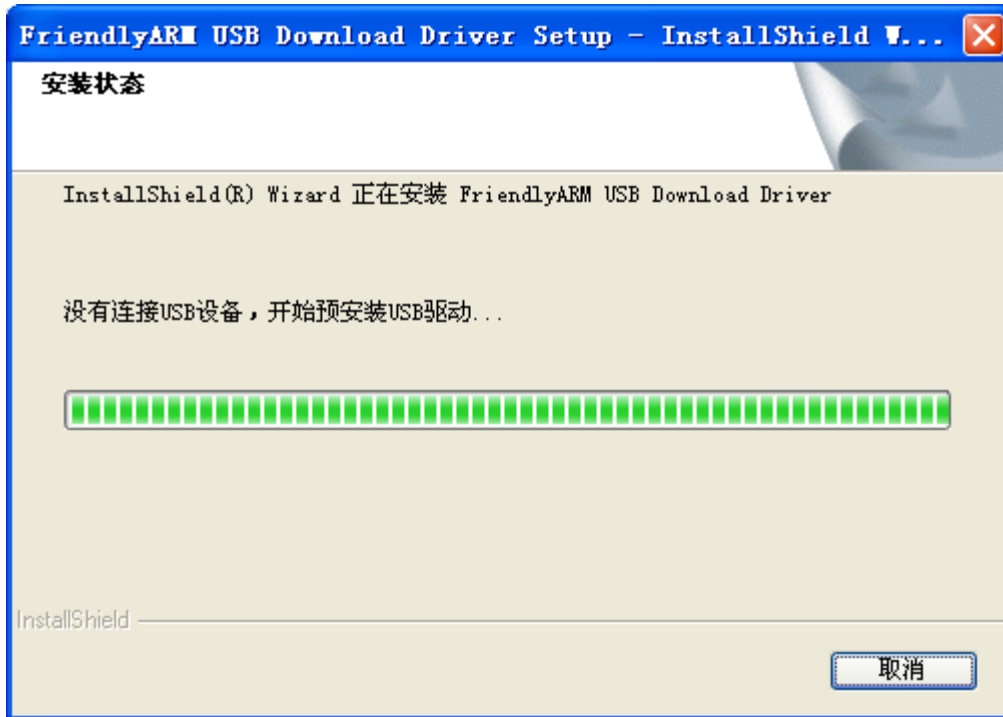 FriendlyARM USB Download Driver Setup - InstallShield W...
安装状态
InstallShield(R) Wizard 正在安装 FriendlyARM USB Download Driver
没有连接USB设备，开始预安装USB驱动...
InstallShield
取消